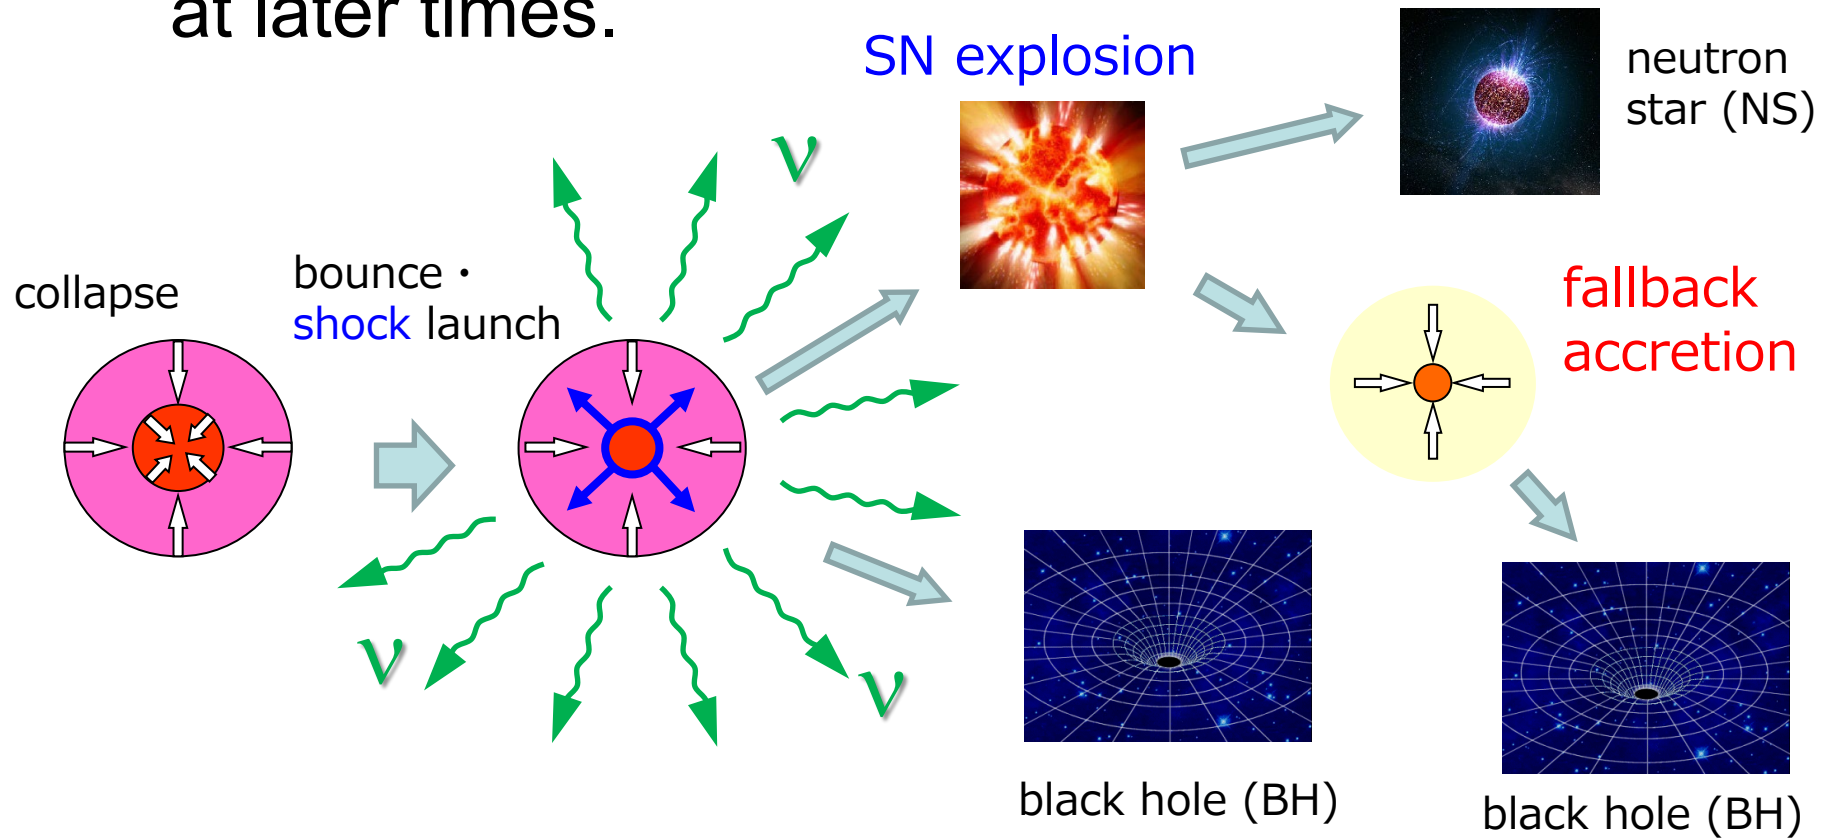 at later times.
SN explosion
neutron
star (NS)
collapse
bounce・
shock launch
ν
fallback
accretion
ν
ν
black hole (BH)
black hole (BH)